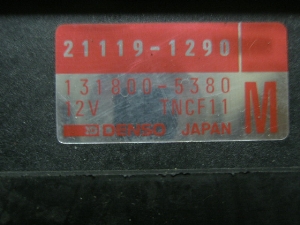 21119-1290
131800-5380
12V TNCF11 M
DENSO JAPAN